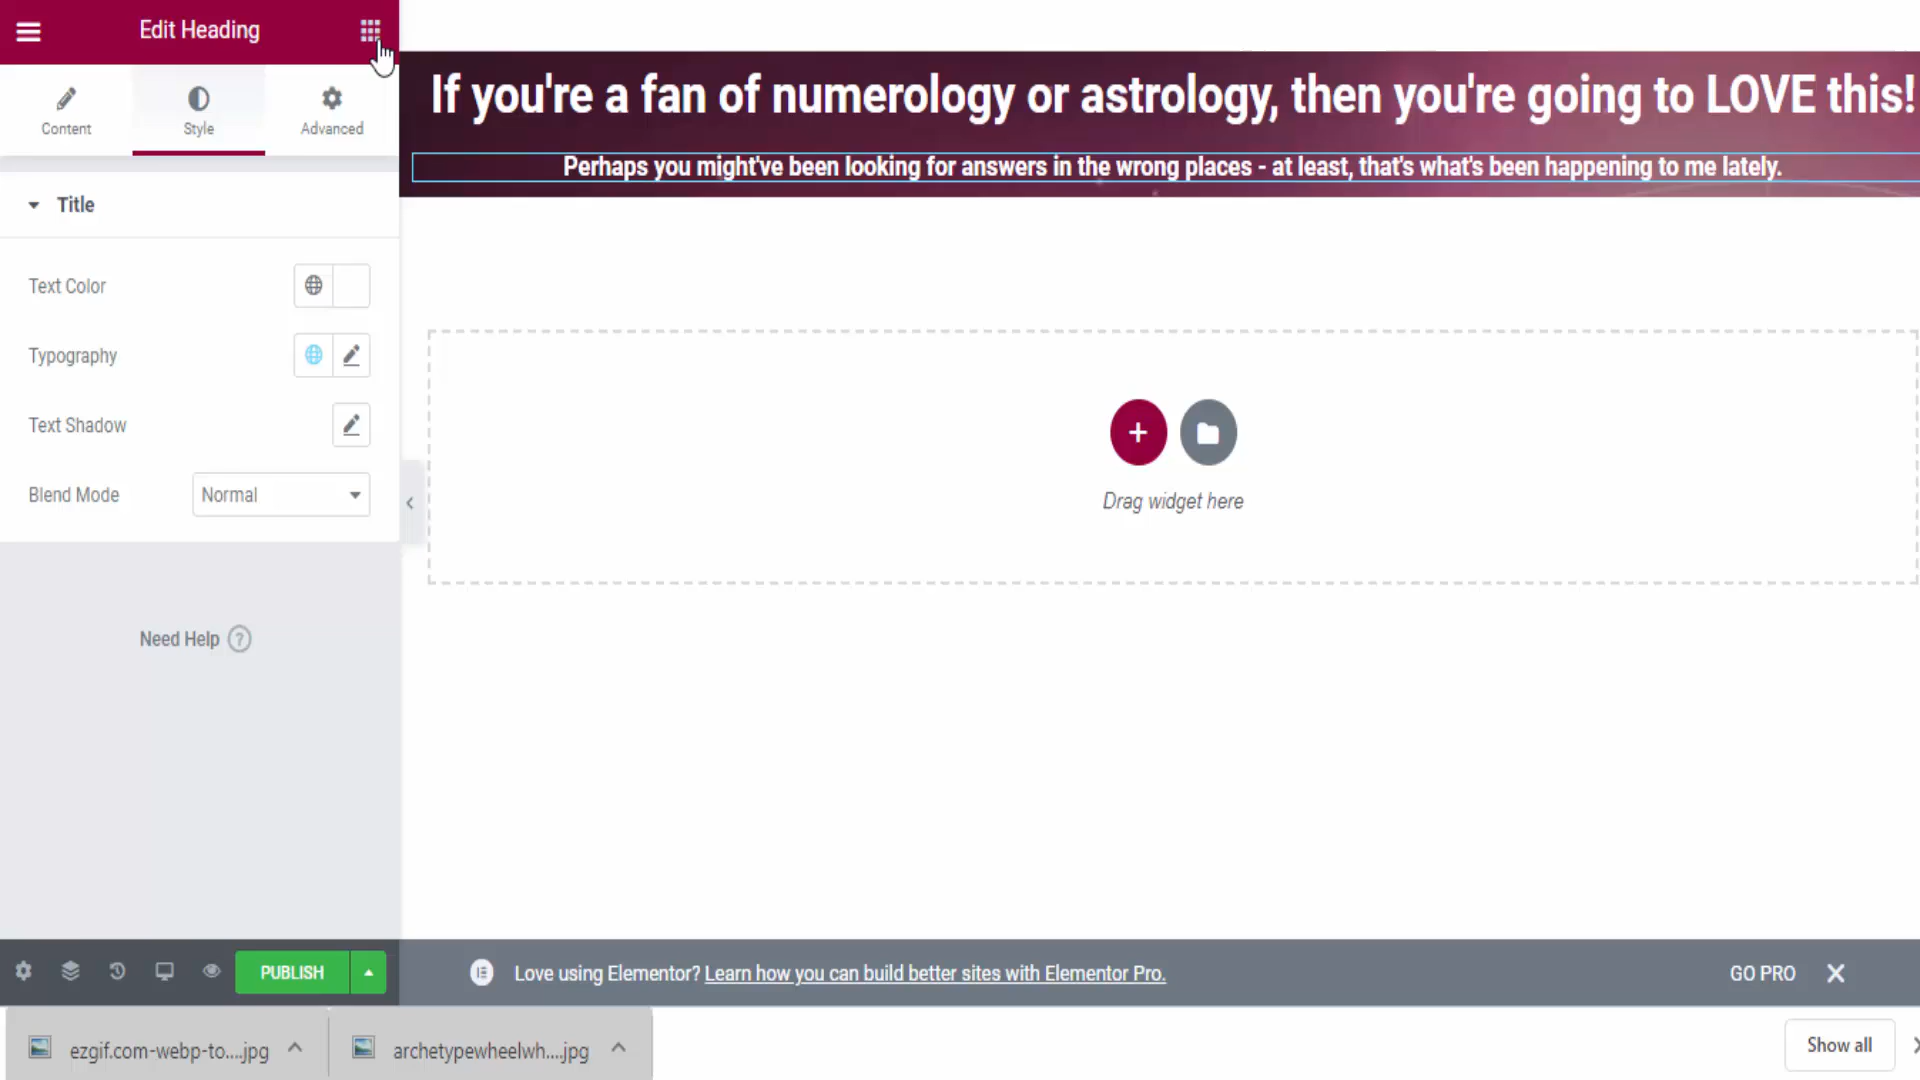 Edit Heading
Content
Style
Advanced
If you're a fan of numerology or astrology, then you're going to LOVE this!
Perhaps you might've been looking for answers in the wrong places - at least, that's what's been happening to me lately.
Title
Text Color
Typography
Text Shadow
Blend Mode
Normal
Drag widget here
Need Help ?
PUBLISH
Love using Elementor? Learn how you can build better sites with Elementor Pro.
GO PRO
ezgif.com-webp-to....jpg
archetypewheelwh....jpg
Show all